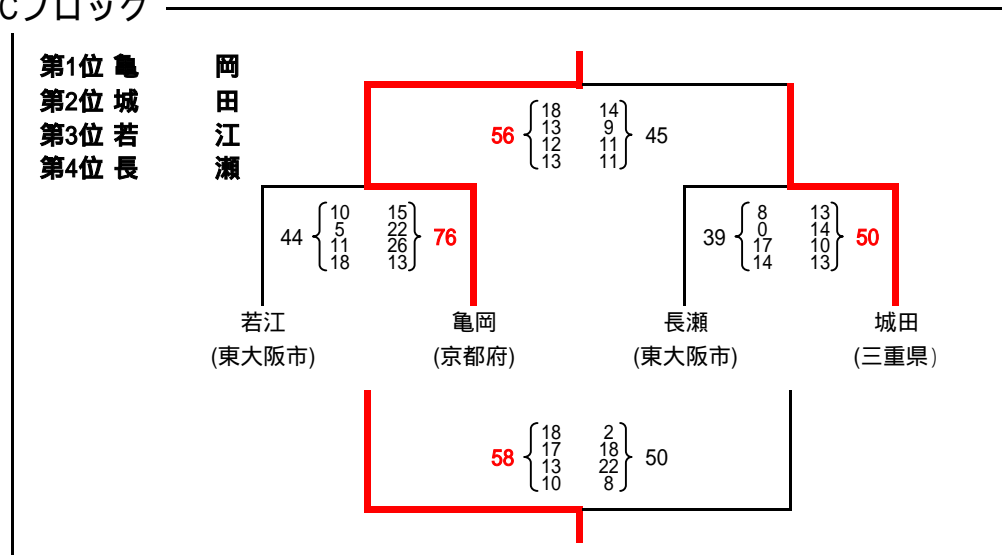 Cブロック
第1位 亀 岡
第2位 城 田
第3位 若 江
第4位 長 瀬
56 18 14 45
13 9
12 11
13 11
44 10 15 76
5 22
11 26
18 13
39 8 13 50
0 14
17 10
14 13
若江 亀岡 長瀬 城田
(東大阪市) (京都府) (東大阪市) (三重県)
58 18 2 50
17 18
13 22
10 8